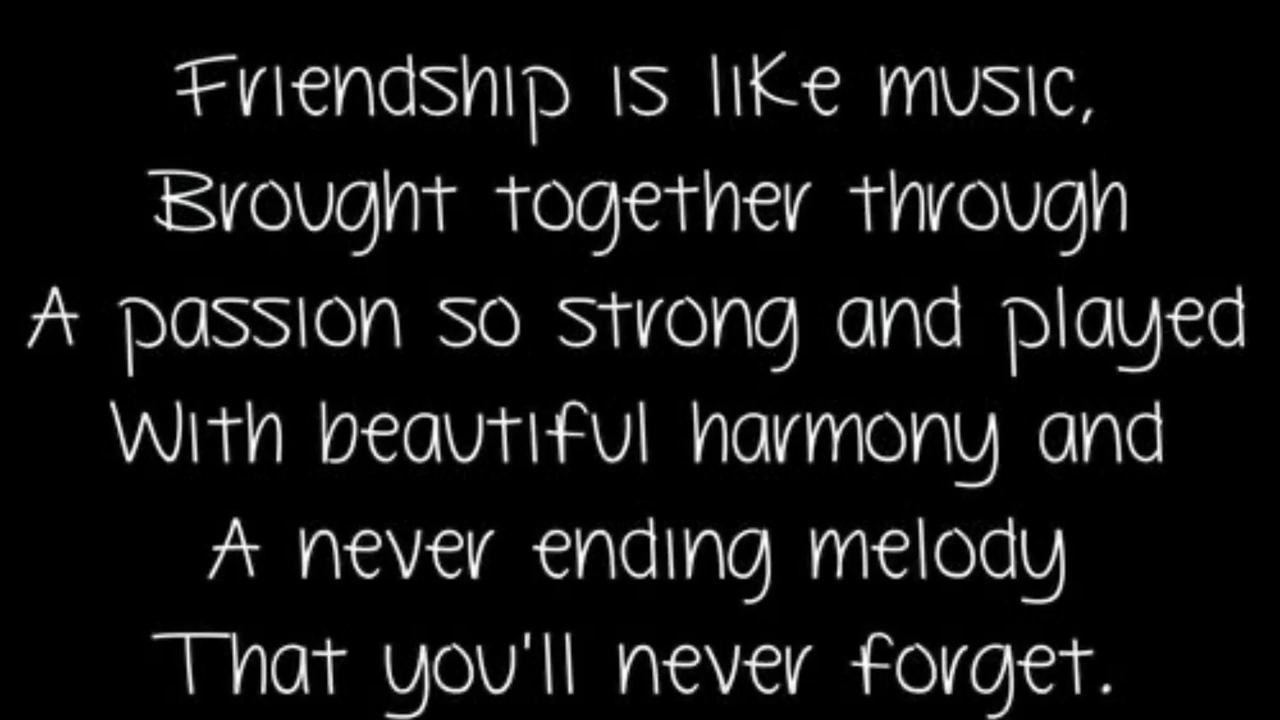 Friendship is like music,
Brought together through
A passion so strong and played
With beautiful harmony and
A never ending melody
That you'll never forget.